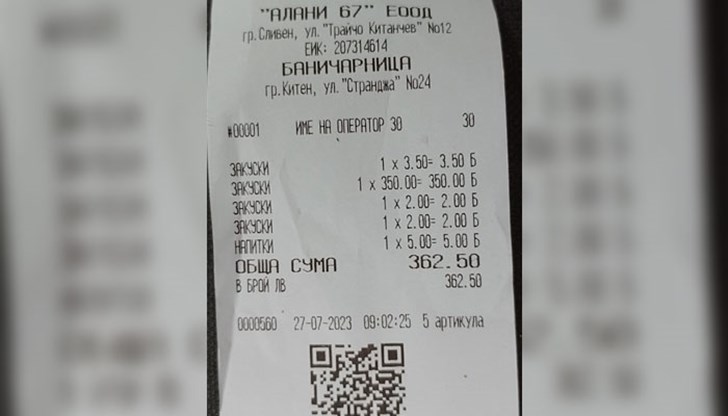 "АЛАНИ 67" ЕООД
гр.Сливен, ул."Трайчо Китанчев" No12
ЕИК: 207314614
БАНИЧАРНИЦА
гр.Китен, ул."Странджа" No24
#00001 ИМЕ НА ОПЕРАТОР 30 30
ЗАКУСКИ 1 x 3.50= 3.50 Б
ЗАКУСКИ 1 x 350.00= 350.00 Б
ЗАКУСКИ 1 x 2.00= 2.00 Б
ЗАКУСКИ 1 x 2.00= 2.00 Б
НАПИТКИ 1 x 5.00= 5.00 Б
ОБЩА СУМА 362.50
В БРОЙ ЛВ 362.50
0000560 27-07-2023 09:02:25 5 артикула